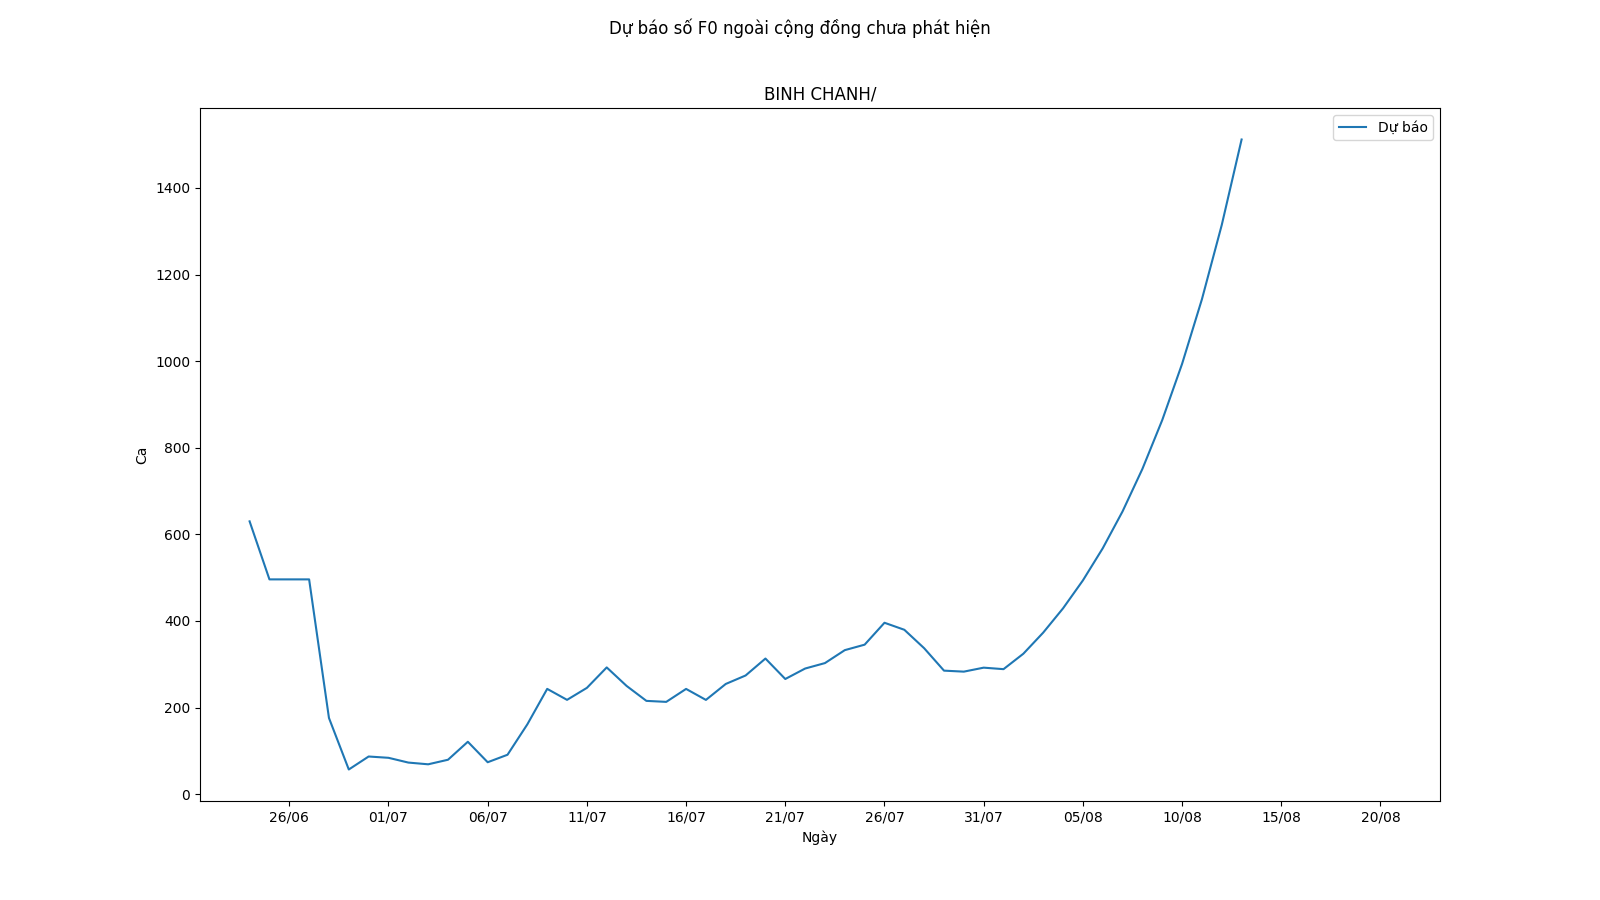 Dự báo số F0 ngoài cộng đồng chưa phát hiện
BINH CHANH/
Dự báo
1400
1200
1000
800
600
400
200
0
Ca
26/06 01/07 06/07 11/07 16/07 21/07 26/07 31/07 05/08 10/08 15/08 20/08
Ngày